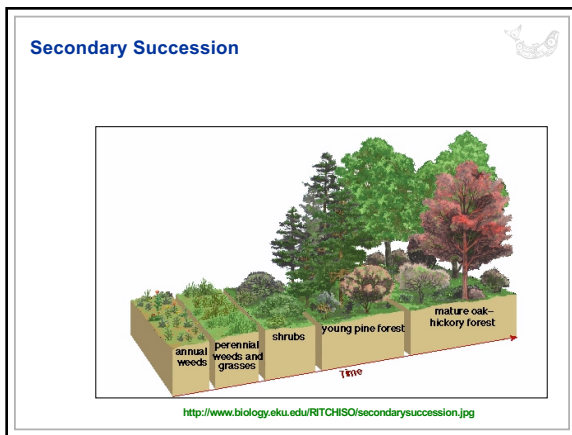 Secondary Succession
annual
weeds
perennial
weeds and
grasses
shrubs
young pine forest
mature oak–
hickory forest
Time
http://www.biology.eku.edu/RITCHISO/secondarysuccession.jpg